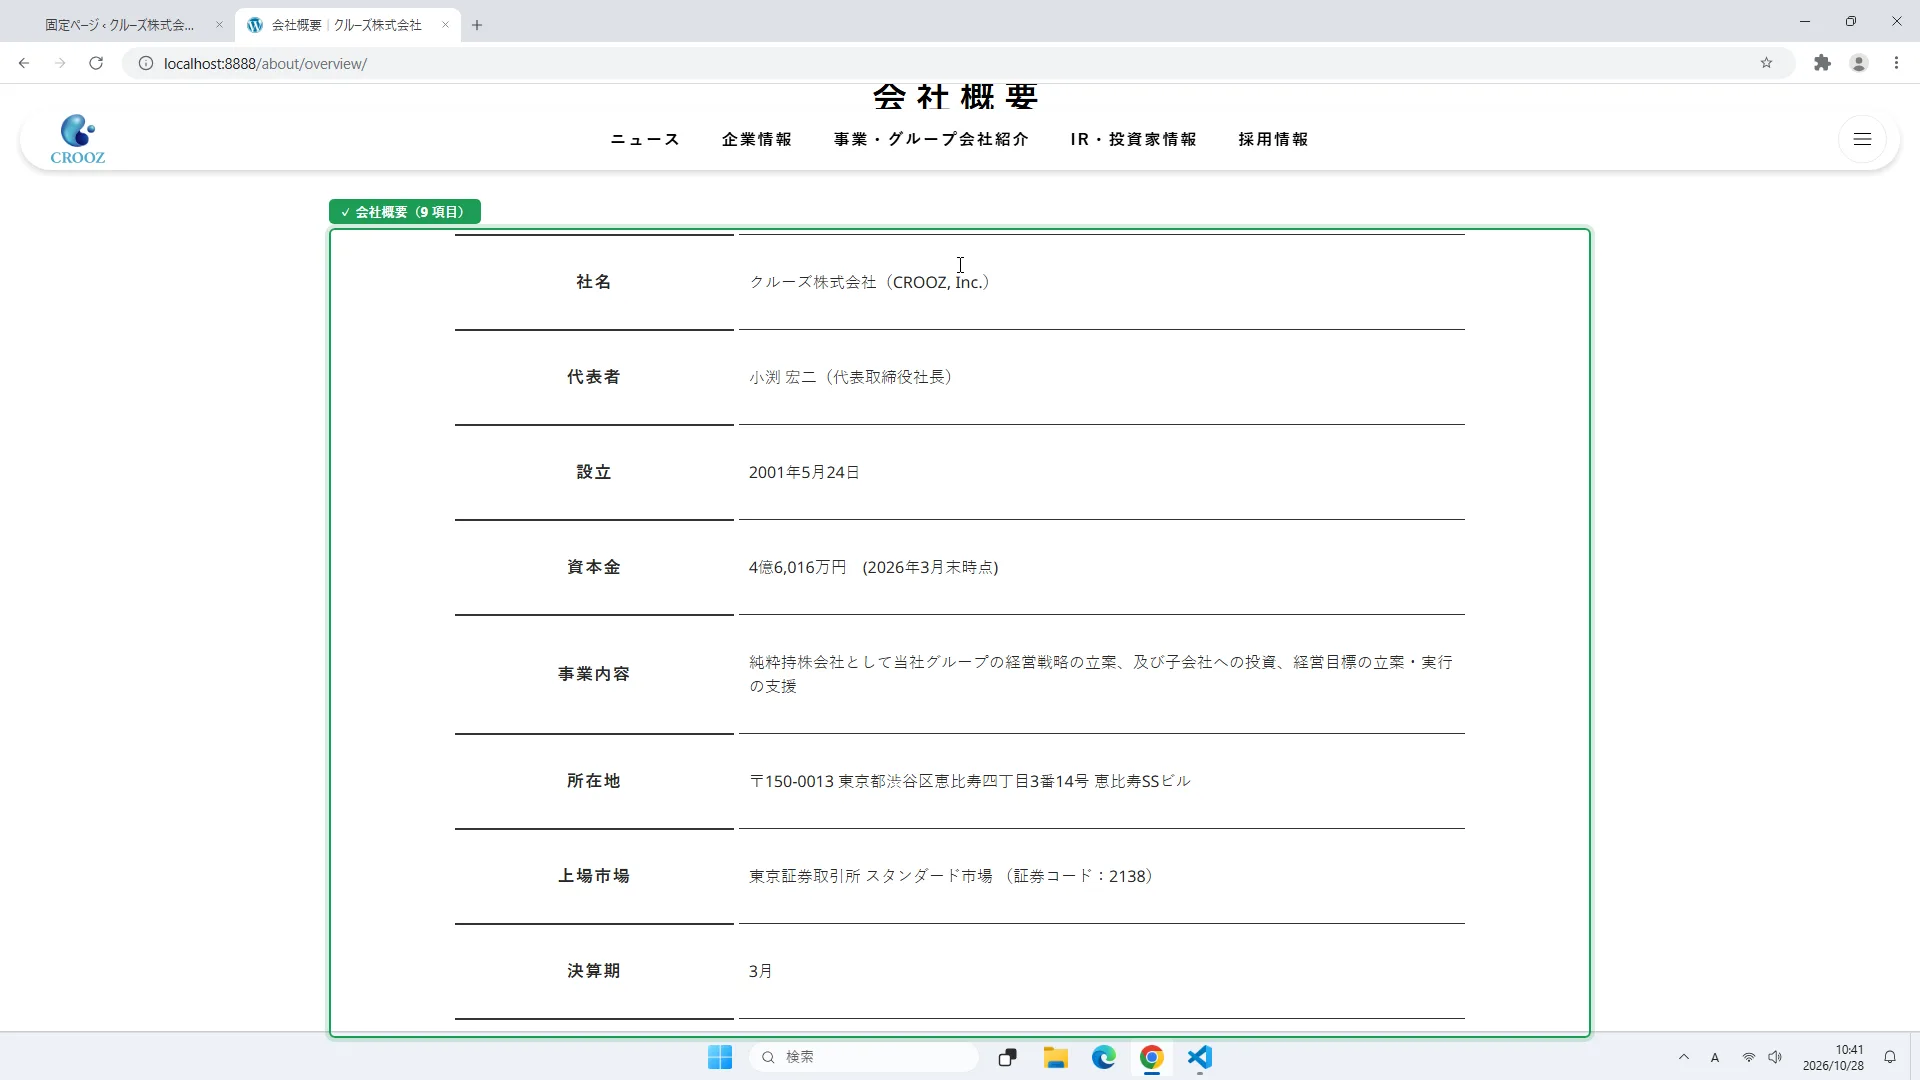 固定ページ ‹ クルーズ株式会...
会社概要｜クルーズ株式会社
localhost:8888/about/overview/
会社概要
CROOZ
ニュース
企業情報
事業・グループ会社紹介
IR・投資家情報
採用情報
✓ 会社概要（9 項目）
社名
クルーズ株式会社（CROOZ, Inc.）
代表者
小渕 宏二（代表取締役社長）
設立
2001年5月24日
資本金
4億6,016万円　(2026年3月末時点)
事業内容
純粋持株会社として当社グループの経営戦略の立案、及び子会社への投資、経営目標の立案・実行
の支援
所在地
〒150-0013 東京都渋谷区恵比寿四丁目3番14号 恵比寿SSビル
上場市場
東京証券取引所 スタンダード市場 （証券コード：2138）
決算期
3月
検索
A
10:41
2026/10/28